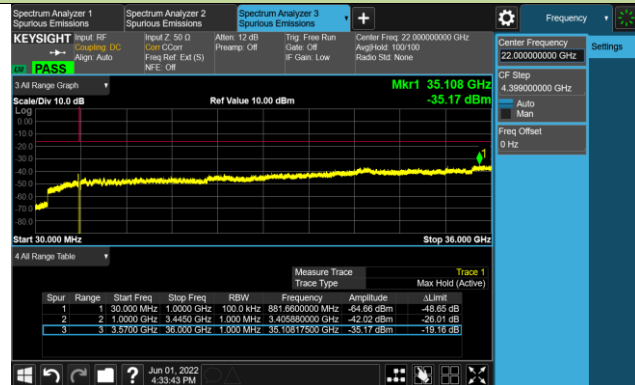 Spectrum Analyzer 1
Spurious Emissions
Spectrum Analyzer 2
Spurious Emissions
Spectrum Analyzer 3
Spurious Emissions
Frequency
KEYSIGHT
Input: RF
Coupling: DC
Align: Auto
Input Z: 50 Ω
Corr CCorr
Freq Ref: Ext (S)
NFE: Off
Atten: 12 dB
Preamp: Off
Trig: Free Run
Gate: Off
IF Gain: Low
Center Freq: 22.000000000 GHz
Avg|Hold: 100/100
Radio Std: None
PASS
Center Frequency
22.000000000 GHz
Settings
CF Step
4.399000000 GHz
Auto
Man
Freq Offset
0 Hz
3 All Range Graph
Mkr1 35.108 GHz
Scale/Div 10.0 dB
Ref Value 10.00 dBm
-35.17 dBm
Log
0.00
-10.0
-20.0
-30.0
-40.0
-50.0
-60.0
-70.0
-80.0
1
Start 30.000 MHz
Stop 36.000 GHz
4 All Range Table
Measure Trace Trace 1
Trace Type Max Hold (Active)
Spur Range Start Freq Stop Freq RBW Frequency Amplitude ΔLimit
1 1 30.000 MHz 1.0000 GHz 100.0 kHz 881.6600000 MHz -64.66 dBm -48.65 dB
2 2 1.0000 GHz 3.4450 GHz 1.000 MHz 3.405880000 GHz -42.02 dBm -26.01 dB
3 3 3.5700 GHz 36.000 GHz 1.000 MHz 35.10817500 GHz -35.17 dBm -19.16 dB
Jun 01, 2022
4:33:43 PM